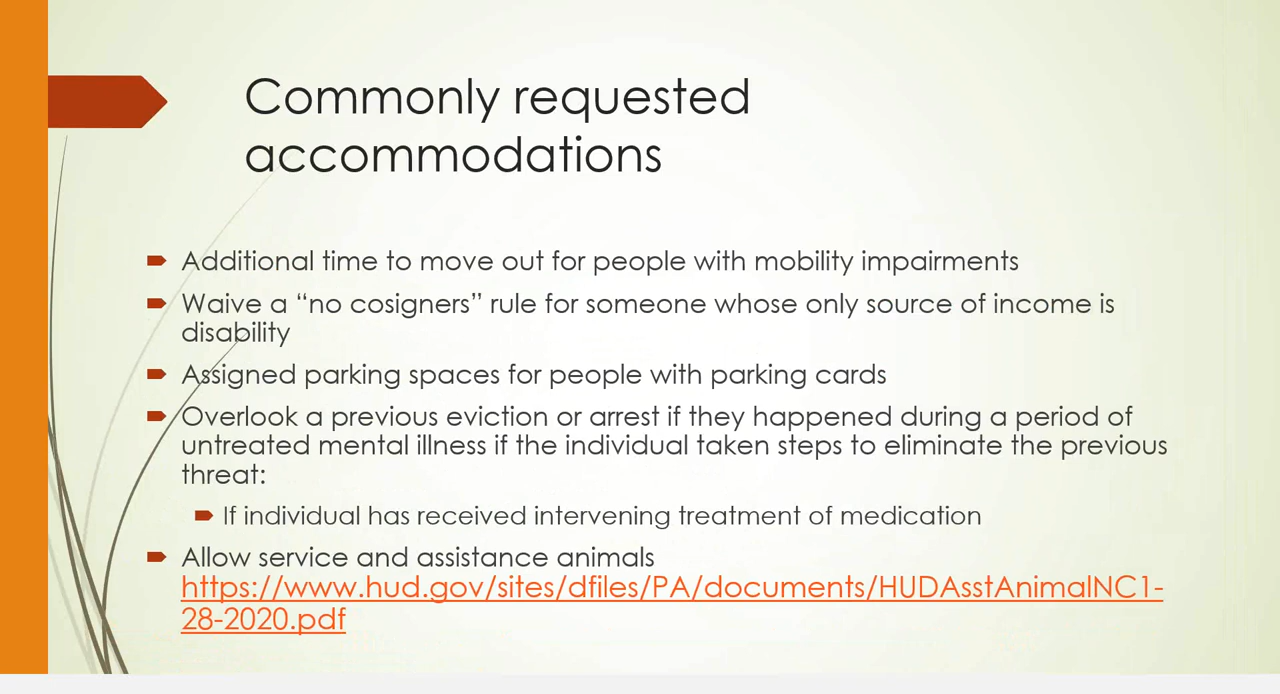 Commonly requested
accommodations
Additional time to move out for people with mobility impairments
Waive a “no cosigners” rule for someone whose only source of income is
disability
Assigned parking spaces for people with parking cards
Overlook a previous eviction or arrest if they happened during a period of
untreated mental illness if the individual taken steps to eliminate the previous
threat:
If individual has received intervening treatment of medication
Allow service and assistance animals
https://www.hud.gov/sites/dfiles/PA/documents/HUDAsstAnimalNC1-
28-2020.pdf